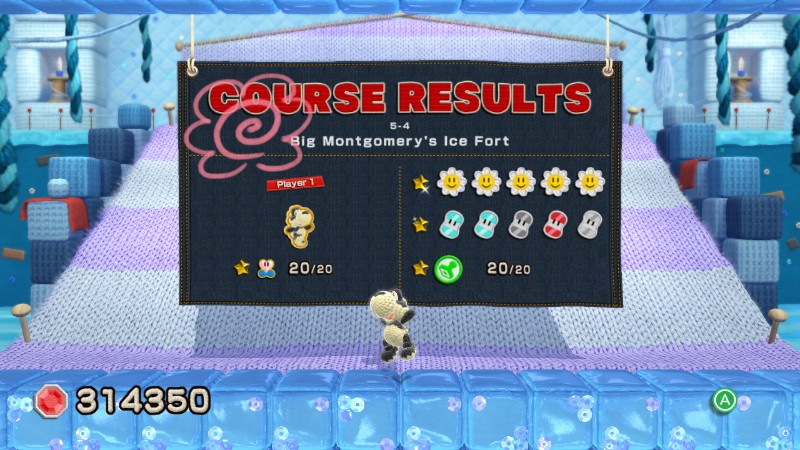 COURSE RESULTS
5-4
Big Montgomery's Ice Fort
Player 1
20/20
20/20
314350
A